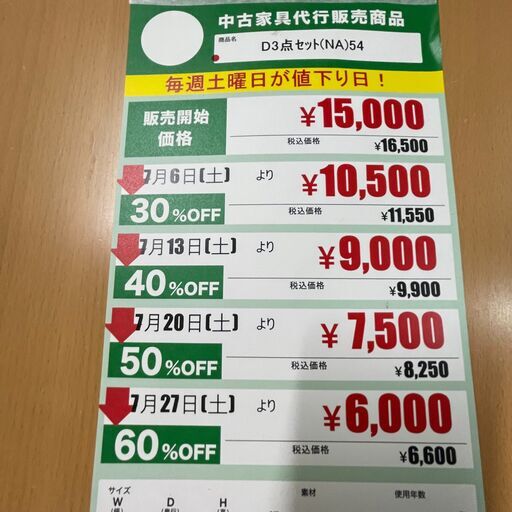 中古家具代行販売商品
商品名
D3点セット(NA)54
毎週土曜日が値下り日！
販売開始
価格
¥15,000
税込価格 ¥16,500
7月6日(土) より
30%OFF
¥10,500
税込価格 ¥11,550
7月13日(土) より
40%OFF
¥9,000
税込価格 ¥9,900
7月20日(土) より
50%OFF
¥7,500
税込価格 ¥8,250
7月27日(土) より
60%OFF
¥6,000
税込価格 ¥6,600
サイズ 素材 使用年数
W D H